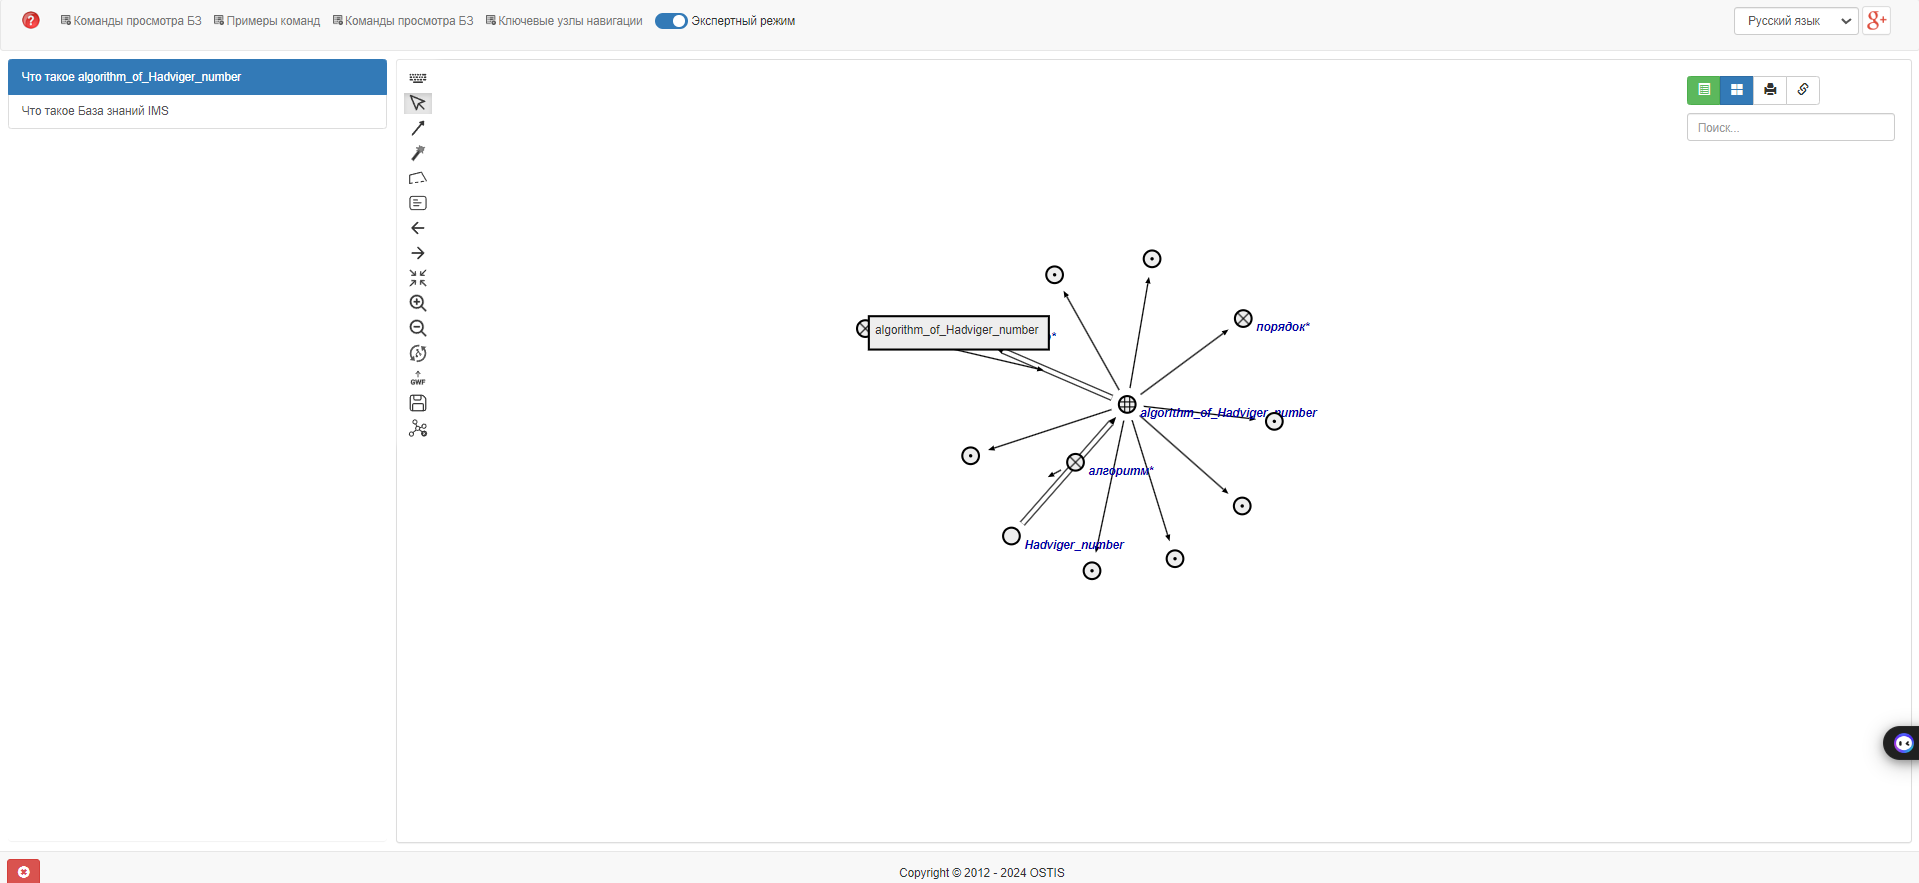 Команды просмотра БЗ Примеры команд Команды просмотра БЗ Ключевые узлы навигации Экспертный режим Русский язык g+
Что такое algorithm_of_Hadviger_number
Что такое База знаний IMS
Поиск...
порядок*
algorithm_of_Hadviger_number
algorithm_of_Hadviger_number
GWF
алгоритм*
Hadviger_number
Copyright © 2012 - 2024 OSTIS